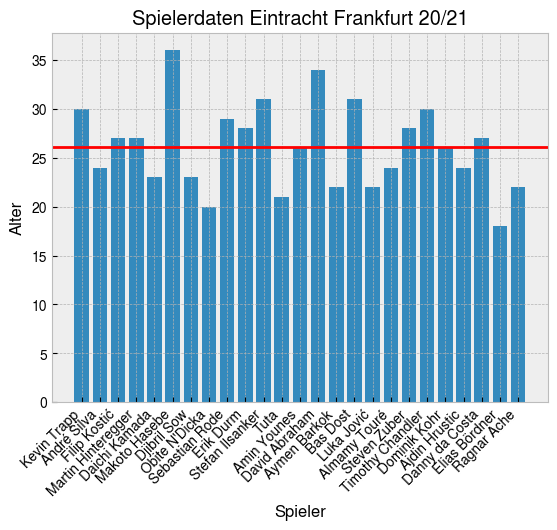 Spielerdaten Eintracht Frankfurt 20/21
Alter
35
30
25
20
15
10
5
0
Kevin Trapp
André Silva
Filip Kostić
Martin Hinteregger
Daichi Kamada
Makoto Hasebe
Djibril Sow
Obite N'Dicka
Sebastian Rode
Erik Durm
Stefan Ilsanker
Tuta
Amin Younes
David Abraham
Aymen Barkok
Bas Dost
Luka Jović
Almamy Touré
Steven Zuber
Timothy Chandler
Dominik Kohr
Ajdin Hrustic
Danny da Costa
Elias Bördner
Ragnar Ache
Spieler